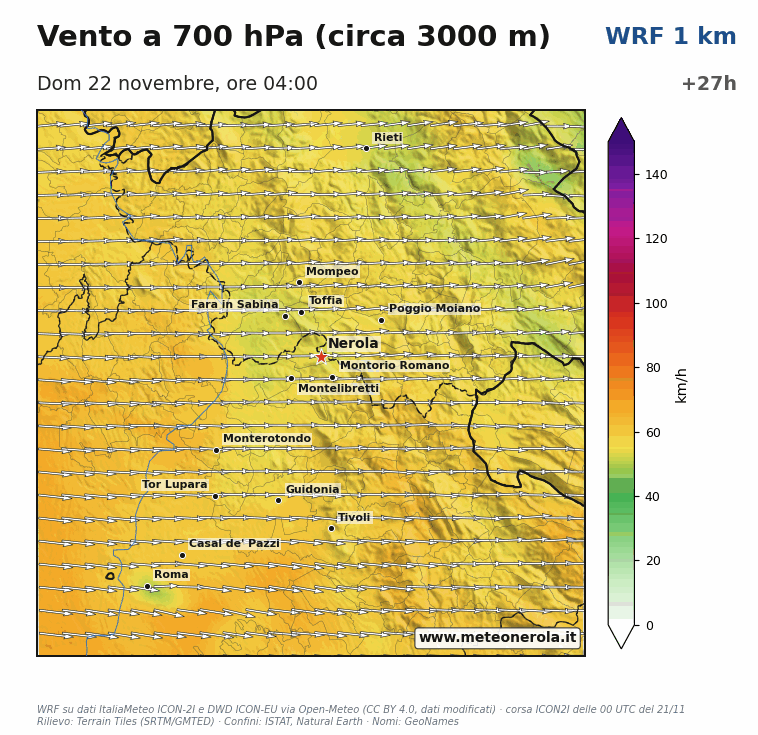 Vento a 700 hPa (circa 3000 m)
WRF 1 km
Dom 22 novembre, ore 04:00
+27h
Rieti
Mompeo
Fara in Sabina
Toffia
Poggio Moiano
Nerola
Montorio Romano
Montelibretti
Monterotondo
Tor Lupara
Guidonia
Tivoli
Casal de' Pazzi
Roma
www.meteonerola.it
140
120
100
80
60
40
20
0
km/h
WRF su dati ItaliaMeteo ICON-2I e DWD ICON-EU via Open-Meteo (CC BY 4.0, dati modificati) · corsa ICON2I delle 00 UTC del 21/11
Rilievo: Terrain Tiles (SRTM/GMTED) · Confini: ISTAT, Natural Earth · Nomi: GeoNames